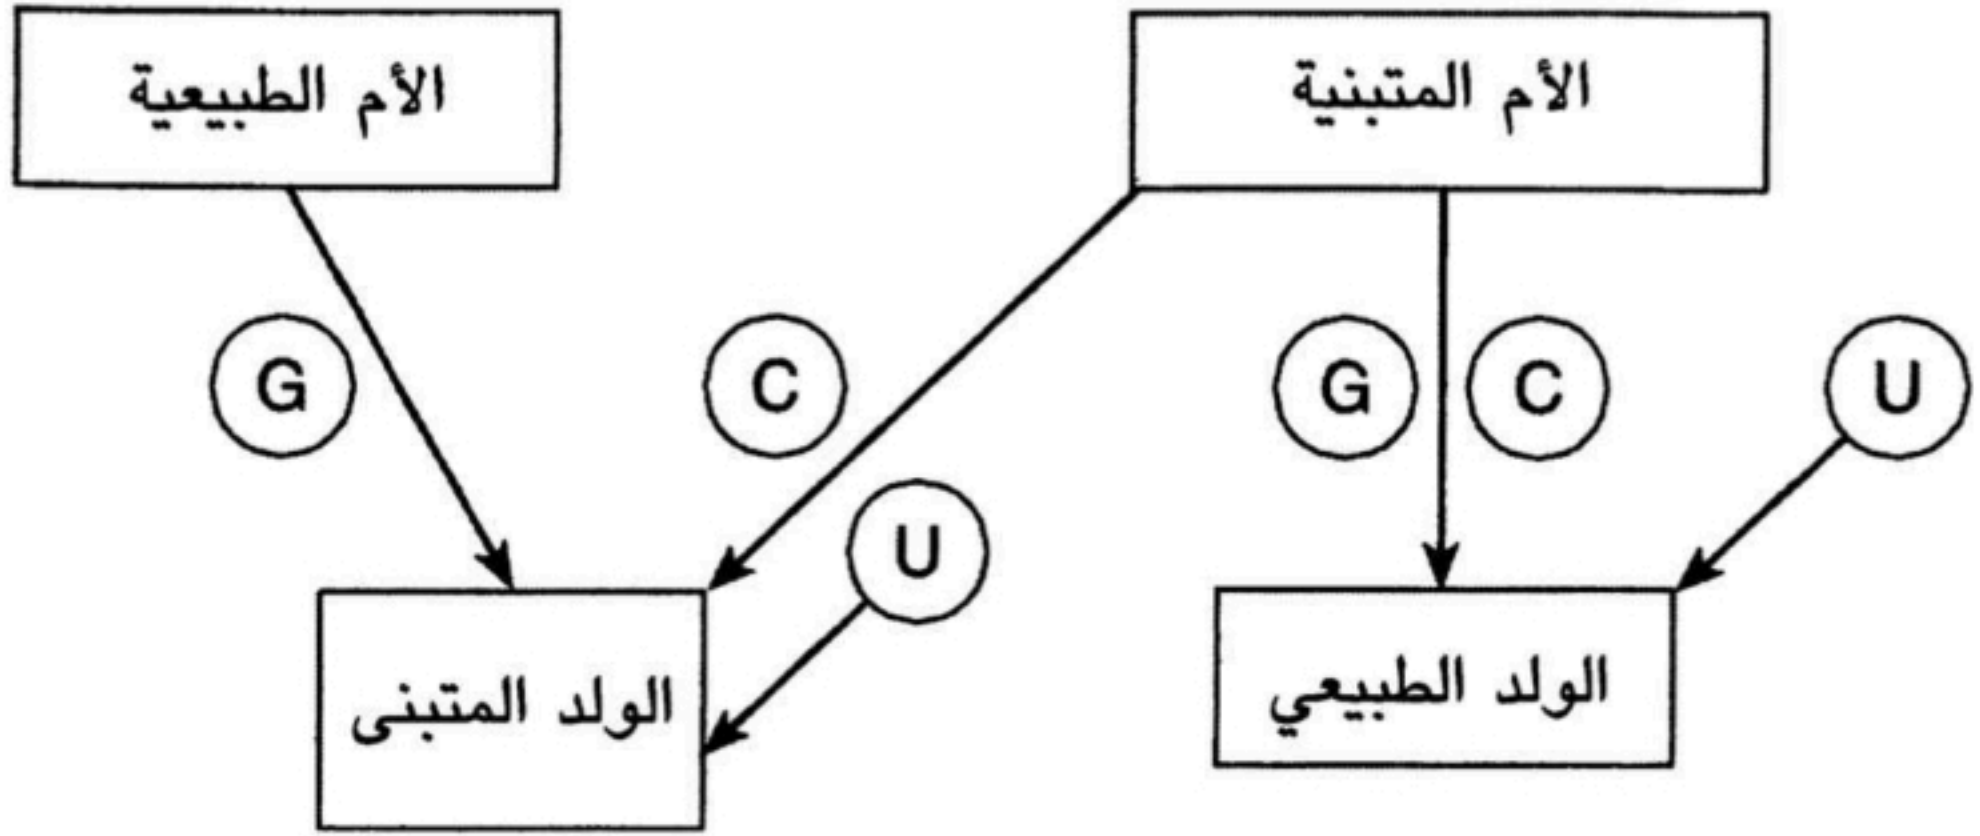 الأم المتبنية
الأم الطبيعية
G
C
G
C
U
U
الولد الطبيعي
الولد المتبنى